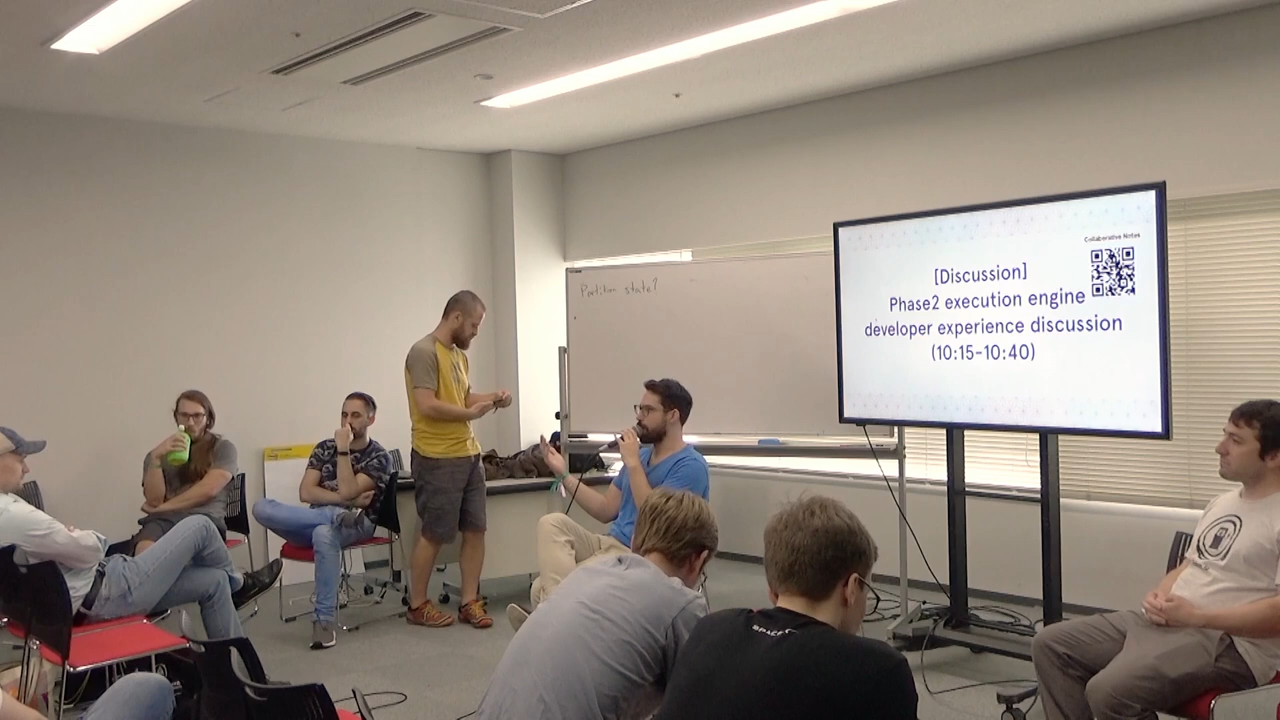 Partition state?
Collaborative Notes
[Discussion]
Phase2 execution engine
developer experience discussion
(10:15-10:40)